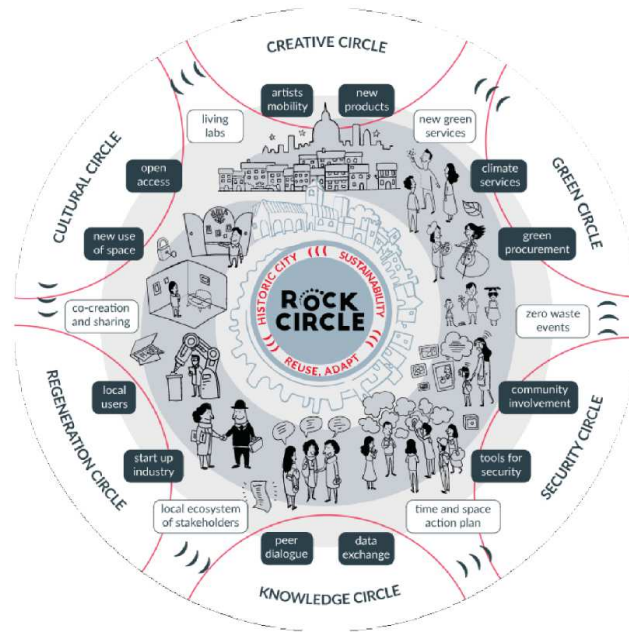 CREATIVE CIRCLE
artists
mobility
new
products
living
labs
new green
services
CULTURAL CIRCLE
GREEN CIRCLE
open
access
climate
services
new use
of space
green
procurement
HISTORIC CITY
SUSTAINABILITY
ROCK
CIRCLE
REUSE, ADAPT
co-creation
and sharing
zero waste
events
REGENERATION CIRCLE
SECURITY CIRCLE
local
users
community
involvement
start up
industry
tools for
security
local ecosystem
of stakeholders
time and space
action plan
peer
dialogue
data
exchange
KNOWLEDGE CIRCLE